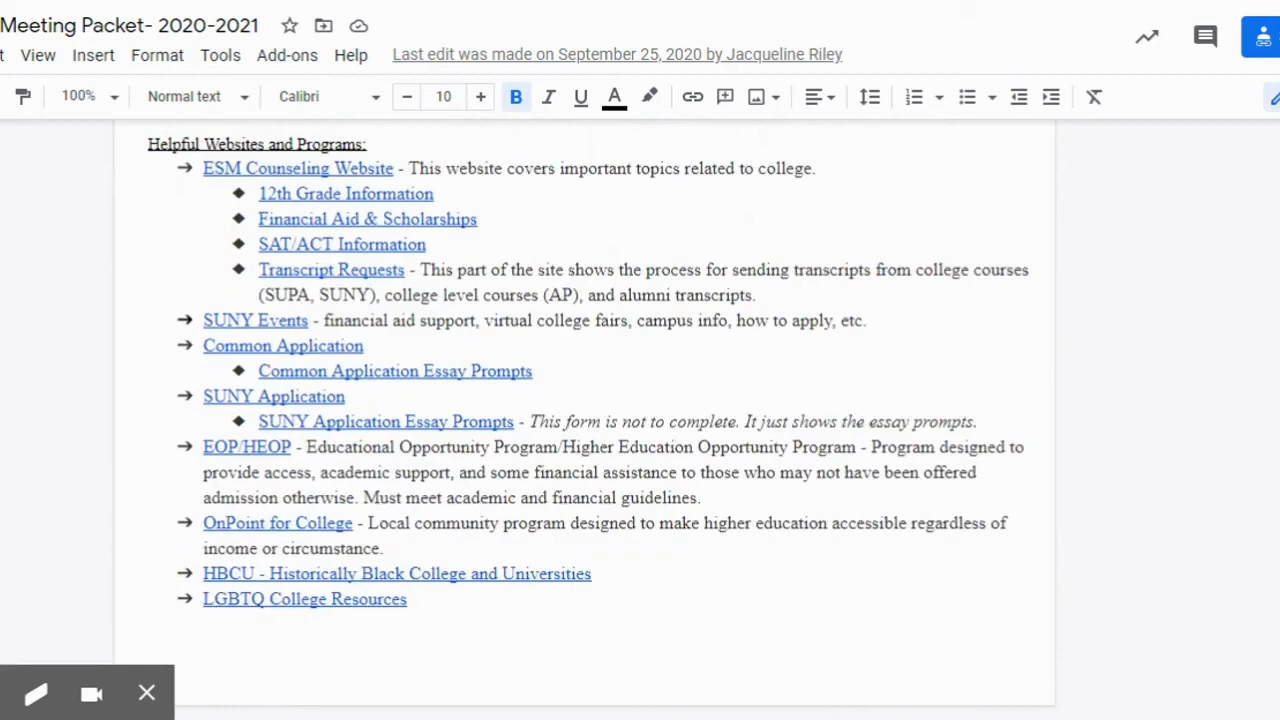 Meeting Packet- 2020-2021
t View Insert Format Tools Add-ons Help Last edit was made on September 25, 2020 by Jacqueline Riley
100% Normal text Calibri − 10 + B I U A
Helpful Websites and Programs:
➔ ESM Counseling Website - This website covers important topics related to college.
◆ 12th Grade Information
◆ Financial Aid & Scholarships
◆ SAT/ACT Information
◆ Transcript Requests - This part of the site shows the process for sending transcripts from college courses
(SUPA, SUNY), college level courses (AP), and alumni transcripts.
➔ SUNY Events - financial aid support, virtual college fairs, campus info, how to apply, etc.
➔ Common Application
◆ Common Application Essay Prompts
➔ SUNY Application
◆ SUNY Application Essay Prompts - This form is not to complete. It just shows the essay prompts.
➔ EOP/HEOP - Educational Opportunity Program/Higher Education Opportunity Program - Program designed to
provide access, academic support, and some financial assistance to those who may not have been offered
admission otherwise. Must meet academic and financial guidelines.
➔ OnPoint for College - Local community program designed to make higher education accessible regardless of
income or circumstance.
➔ HBCU - Historically Black College and Universities
➔ LGBTQ College Resources